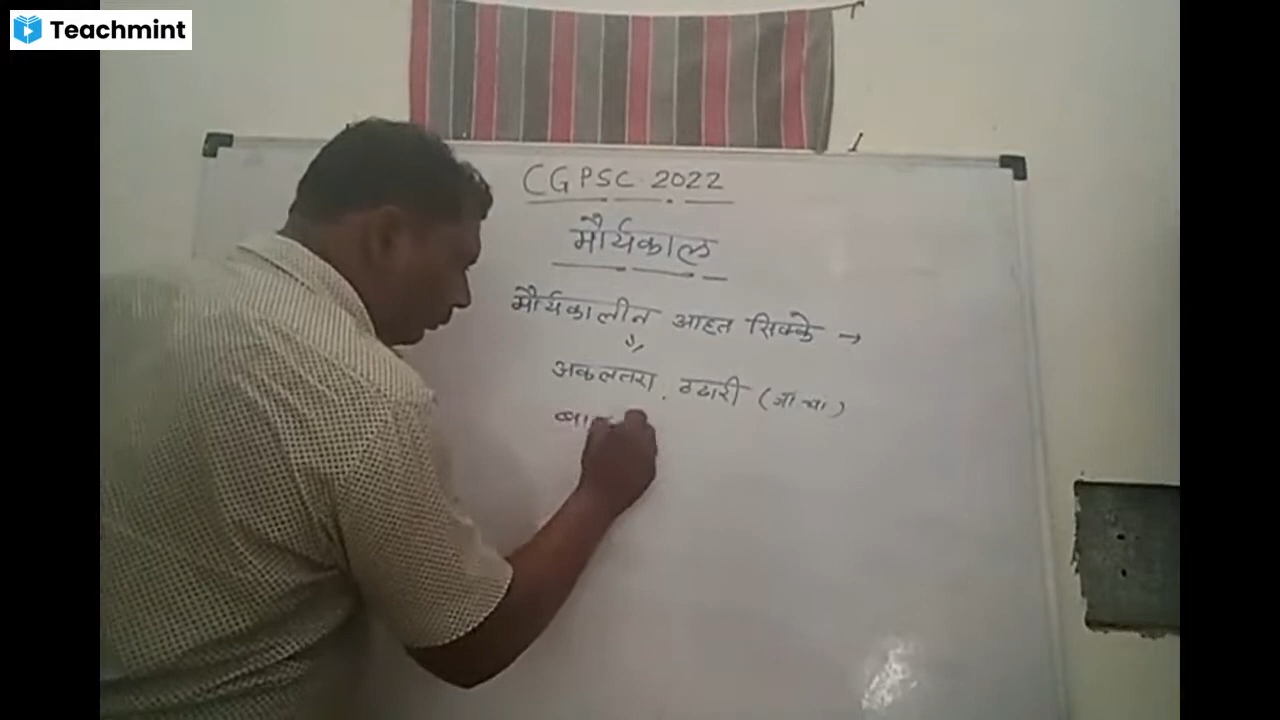 Teachmint
CGPSC 2022
मौर्यकाल
मौर्यकालीन आहत सिक्के →
अकलतरा, ठठारी (जाँ चा)